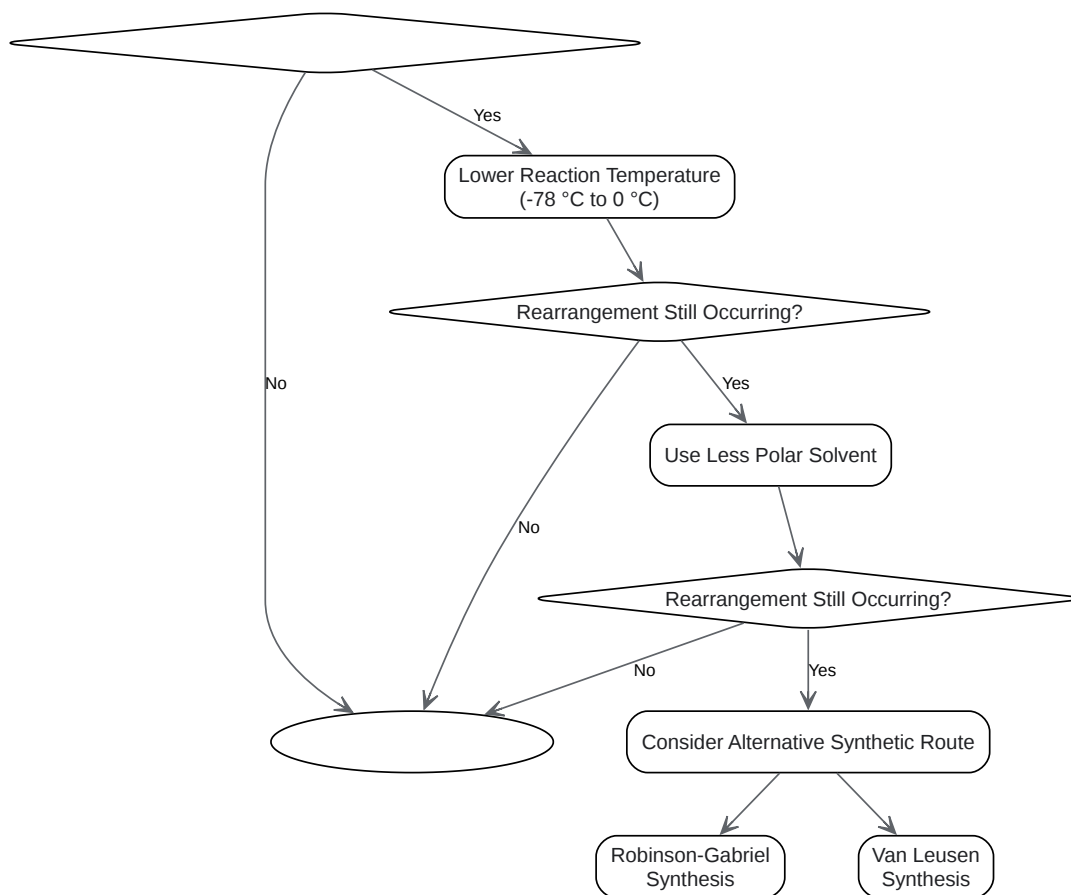 Yes
Lower Reaction Temperature
(-78 °C to 0 °C)
Rearrangement Still Occurring?
No
Yes
Use Less Polar Solvent
No
Rearrangement Still Occurring?
No
Yes
Consider Alternative Synthetic Route
Robinson-Gabriel
Synthesis
Van Leusen
Synthesis